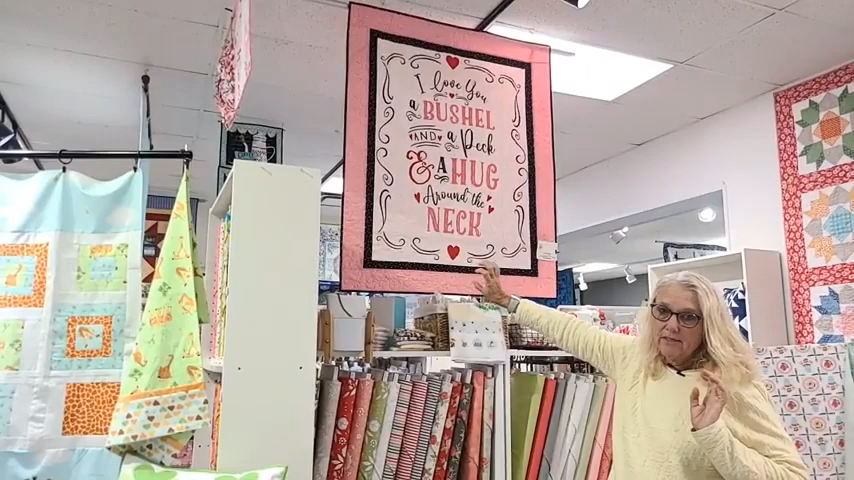 I love You
a BUSHEL
AND a Peck
& A HUG
Around the
NECK